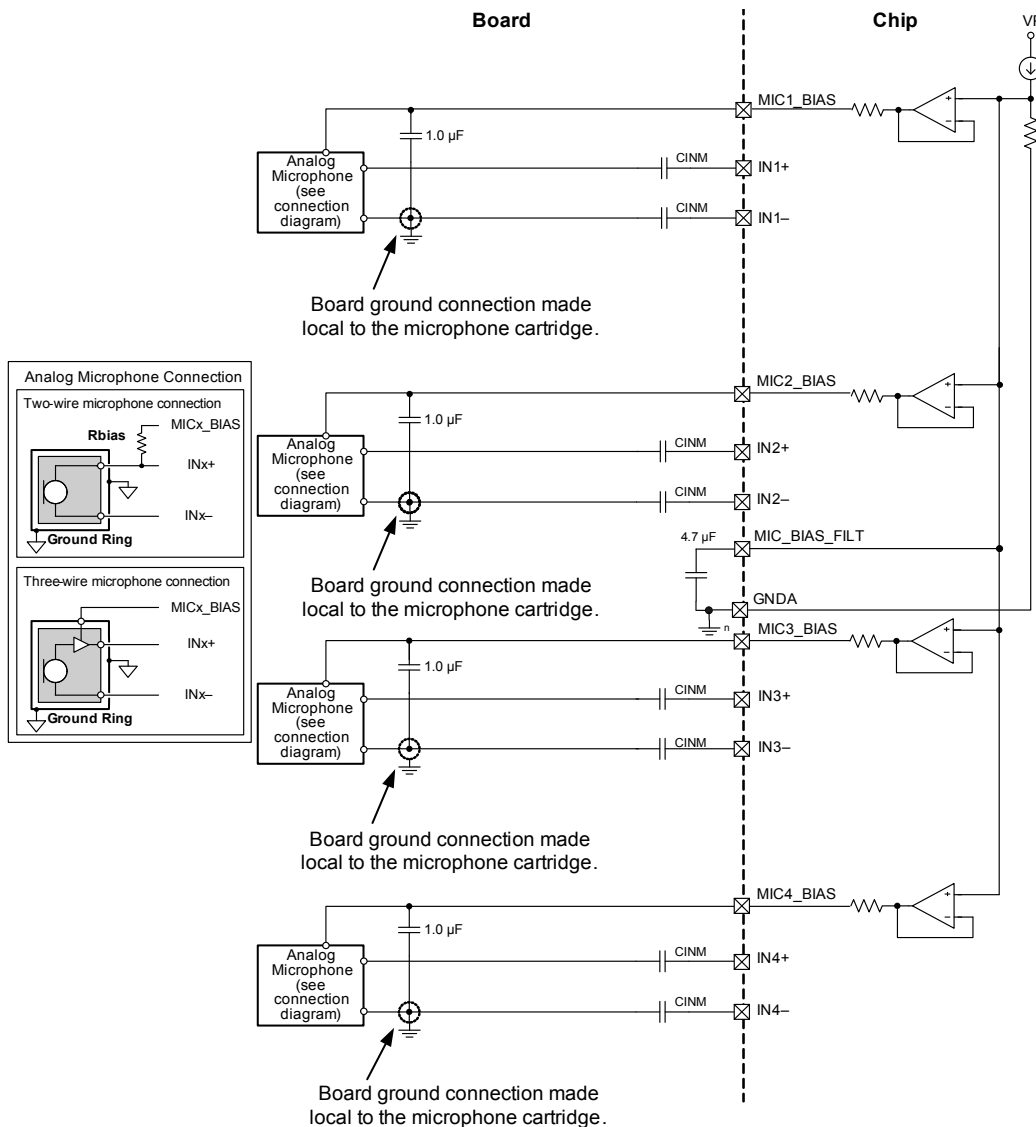 Board
Chip
VP
MIC1_BIAS
1.0 µF
Analog
Microphone
(see
connection
diagram)
CINM
IN1+
CINM
IN1–
Board ground connection made
local to the microphone cartridge.
MIC2_BIAS
1.0 µF
Analog
Microphone
(see
connection
diagram)
CINM
IN2+
CINM
IN2–
Board ground connection made
local to the microphone cartridge.
4.7 µF
MIC_BIAS_FILT
GNDA
n
Analog Microphone Connection
Two-wire microphone connection
MICx_BIAS
Rbias
INx+
INx–
Ground Ring
Three-wire microphone connection
MICx_BIAS
INx+
INx–
Ground Ring
MIC3_BIAS
1.0 µF
Analog
Microphone
(see
connection
diagram)
CINM
IN3+
CINM
IN3–
Board ground connection made
local to the microphone cartridge.
MIC4_BIAS
1.0 µF
Analog
Microphone
(see
connection
diagram)
CINM
IN4+
CINM
IN4–
Board ground connection made
local to the microphone cartridge.